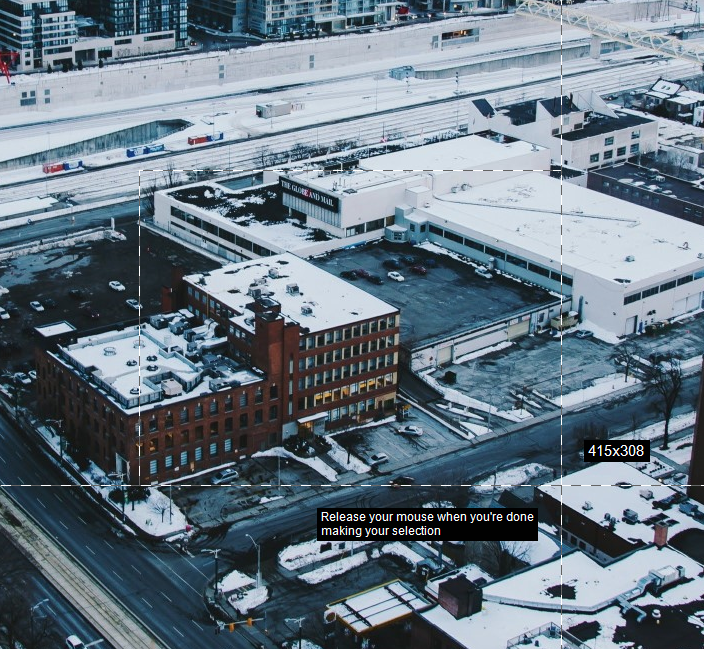 THE GLOBE AND MAIL
415x308
Release your mouse when you're done
making your selection